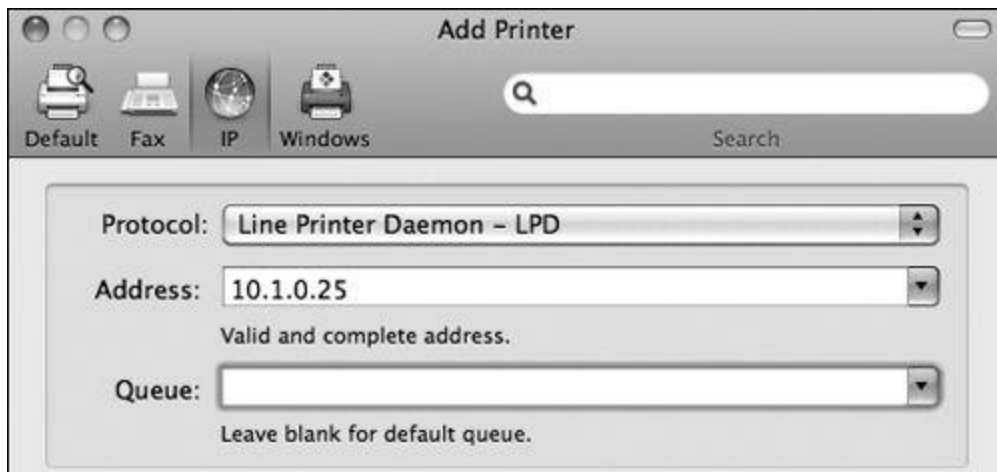 Add Printer
Default Fax IP Windows Search
Protocol: Line Printer Daemon – LPD
Address: 10.1.0.25
Valid and complete address.
Queue:
Leave blank for default queue.